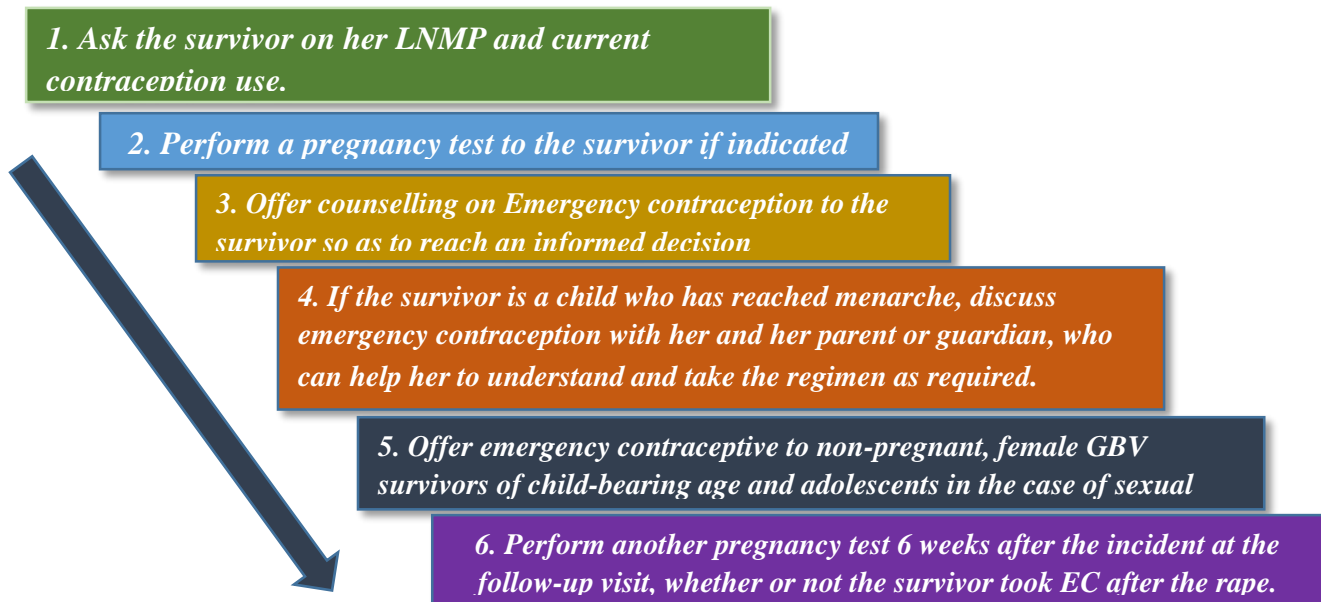 1. Ask the survivor on her LNMP and current
contraception use.
2. Perform a pregnancy test to the survivor if indicated
3. Offer counselling on Emergency contraception to the
survivor so as to reach an informed decision
4. If the survivor is a child who has reached menarche, discuss
emergency contraception with her and her parent or guardian, who
can help her to understand and take the regimen as required.
5. Offer emergency contraceptive to non-pregnant, female GBV
survivors of child-bearing age and adolescents in the case of sexual
6. Perform another pregnancy test 6 weeks after the incident at the
follow-up visit, whether or not the survivor took EC after the rape.